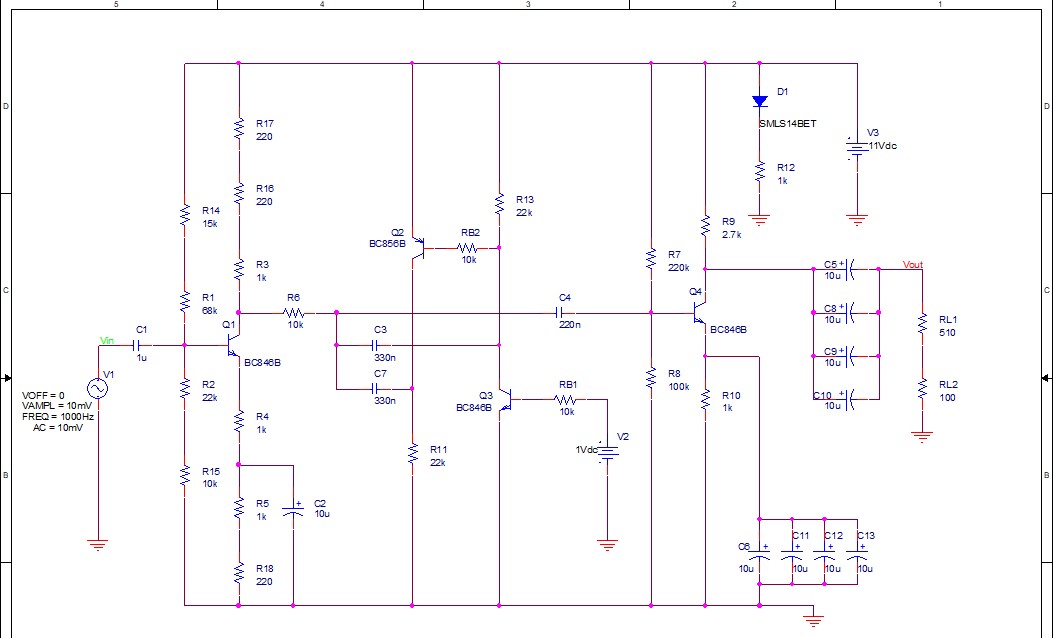 5 4 3 2 1
D D
C C
B B
R17
220
R16
220
R14
15k
R3
1k
R1
68k
R6
10k
Q1
BC846B
C1
1u
Vin
V1
VOFF = 0
VAMPL = 10mV
FREQ = 1000Hz
AC = 10mV
R2
22k
R4
1k
R15
10k
R5
1k
C2
10u
R18
220
Q2
BC856B
RB2
10k
R13
22k
C3
330n
C7
330n
R11
22k
Q3
BC846B
RB1
10k
V2
1Vdc
C4
220n
R7
220k
R8
100k
R9
2.7k
Q4
BC846B
R10
1k
D1
SMLS14BET
R12
1k
V3
11Vdc
C5
10u
C8
10u
C9
10u
C10
10u
Vout
RL1
510
RL2
100
C6
10u
C11
10u
C12
10u
C13
10u